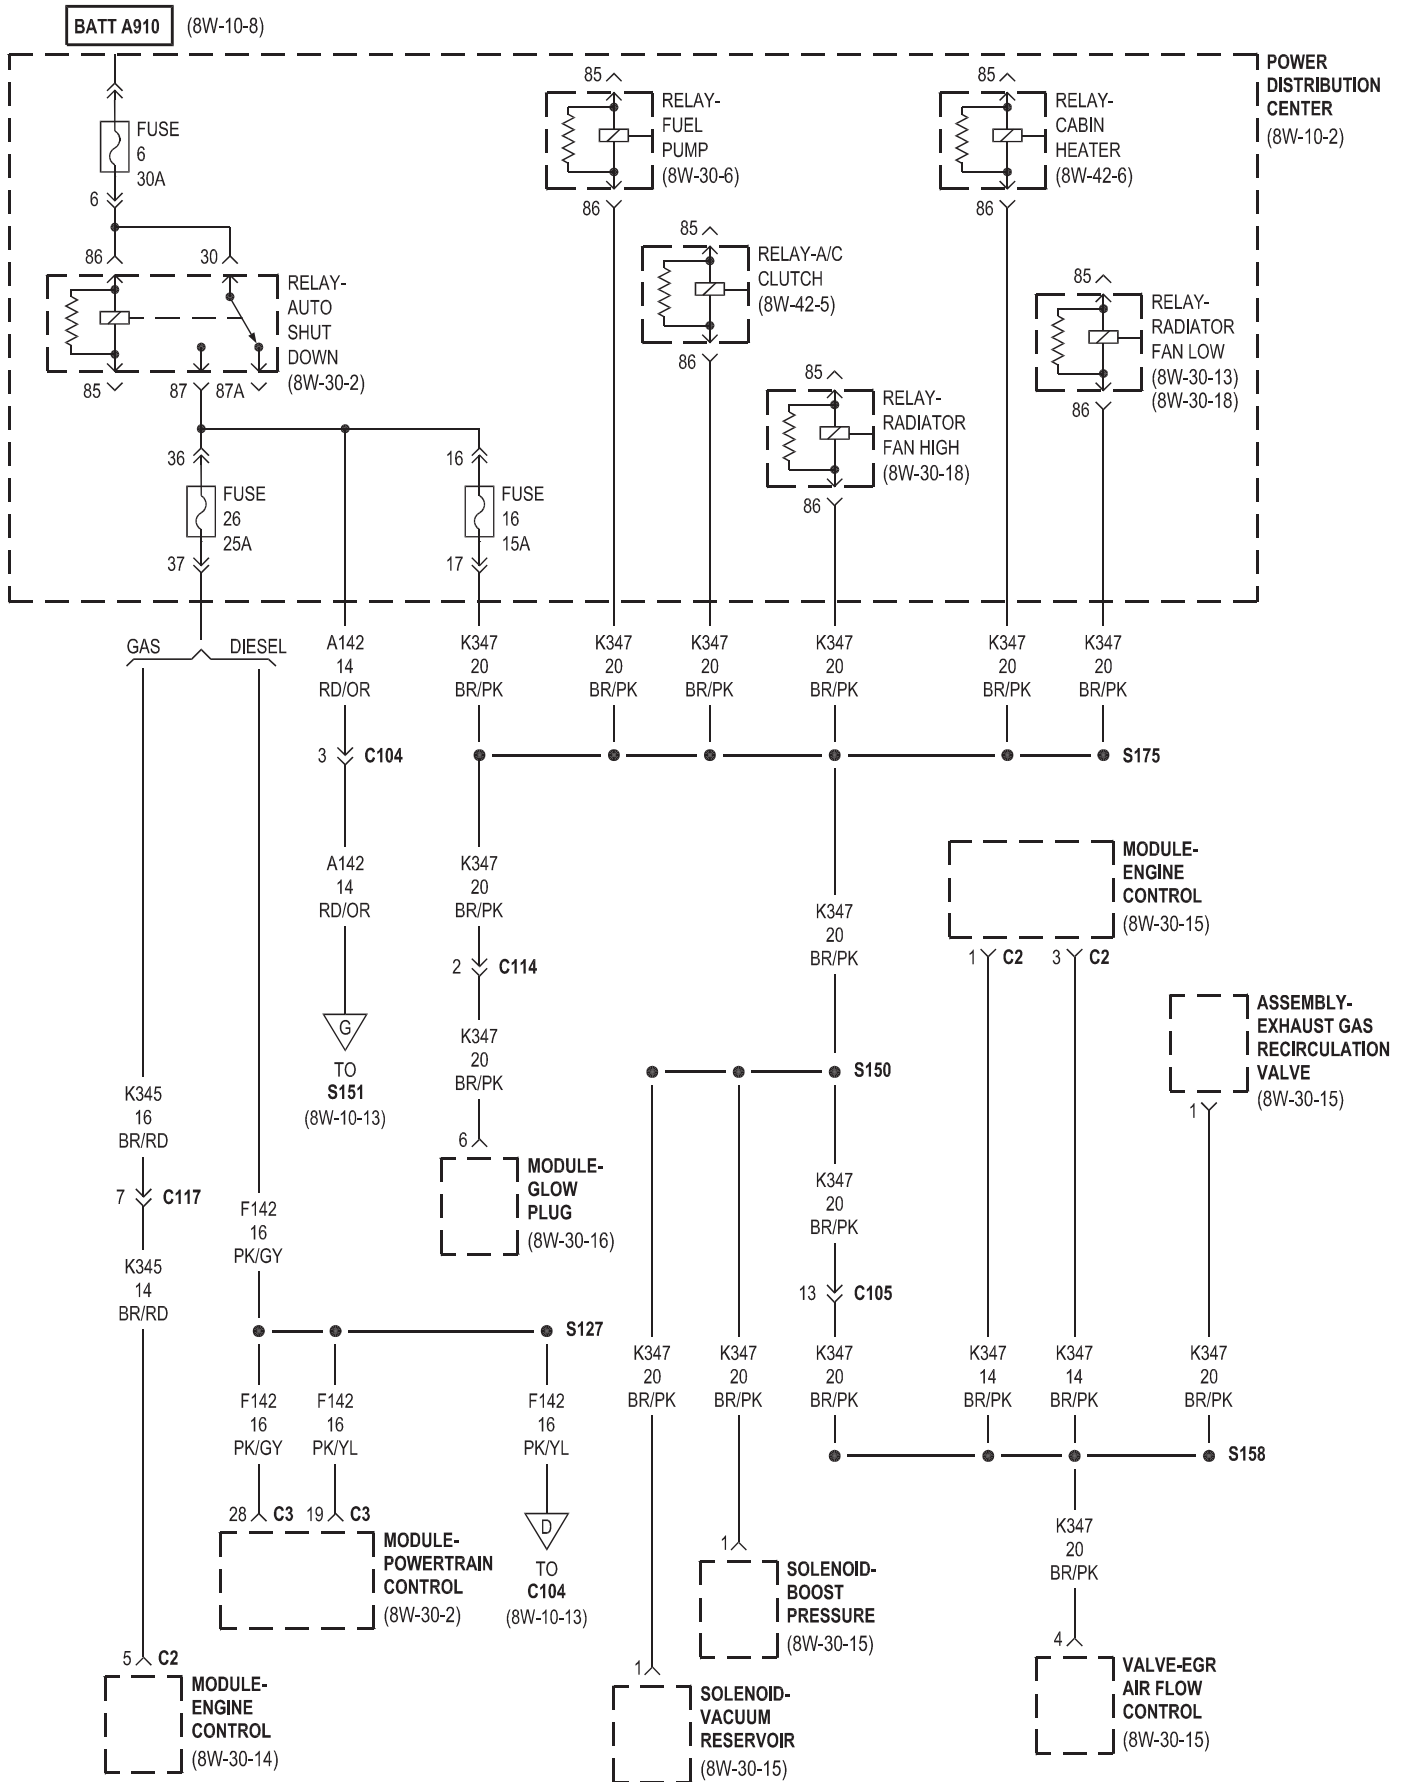 BATT A910 (8W-10-8)
POWER
DISTRIBUTION
CENTER
(8W-10-2)
FUSE
6
30A
6
86
30
RELAY-
AUTO
SHUT
DOWN
(8W-30-2)
85
87
87A
85
RELAY-
FUEL
PUMP
(8W-30-6)
86
85
RELAY-A/C
CLUTCH
(8W-42-5)
86
85
RELAY-
RADIATOR
FAN HIGH
(8W-30-18)
86
85
RELAY-
CABIN
HEATER
(8W-42-6)
86
85
RELAY-
RADIATOR
FAN LOW
(8W-30-13)
(8W-30-18)
86
36
FUSE
26
25A
37
16
FUSE
16
15A
17
GAS
DIESEL
A142
14
RD/OR
K347
20
BR/PK
K347
20
BR/PK
K347
20
BR/PK
K347
20
BR/PK
K347
20
BR/PK
K347
20
BR/PK
3
C104
S175
A142
14
RD/OR
K347
20
BR/PK
K347
20
BR/PK
MODULE-
ENGINE
CONTROL
(8W-30-15)
1
C2
3
C2
2
C114
G
TO
S151
(8W-10-13)
K347
20
BR/PK
6
MODULE-
GLOW
PLUG
(8W-30-16)
ASSEMBLY-
EXHAUST GAS
RECIRCULATION
VALVE
(8W-30-15)
1
S150
K345
16
BR/RD
7
C117
K345
14
BR/RD
F142
16
PK/GY
K347
20
BR/PK
13
C105
S127
F142
16
PK/GY
F142
16
PK/YL
F142
16
PK/YL
K347
20
BR/PK
K347
20
BR/PK
K347
20
BR/PK
K347
14
BR/PK
K347
14
BR/PK
K347
20
BR/PK
S158
28
C3
19
C3
MODULE-
POWERTRAIN
CONTROL
(8W-30-2)
D
TO
C104
(8W-10-13)
K347
20
BR/PK
1
SOLENOID-
BOOST
PRESSURE
(8W-30-15)
4
VALVE-EGR
AIR FLOW
CONTROL
(8W-30-15)
5
C2
MODULE-
ENGINE
CONTROL
(8W-30-14)
1
SOLENOID-
VACUUM
RESERVOIR
(8W-30-15)